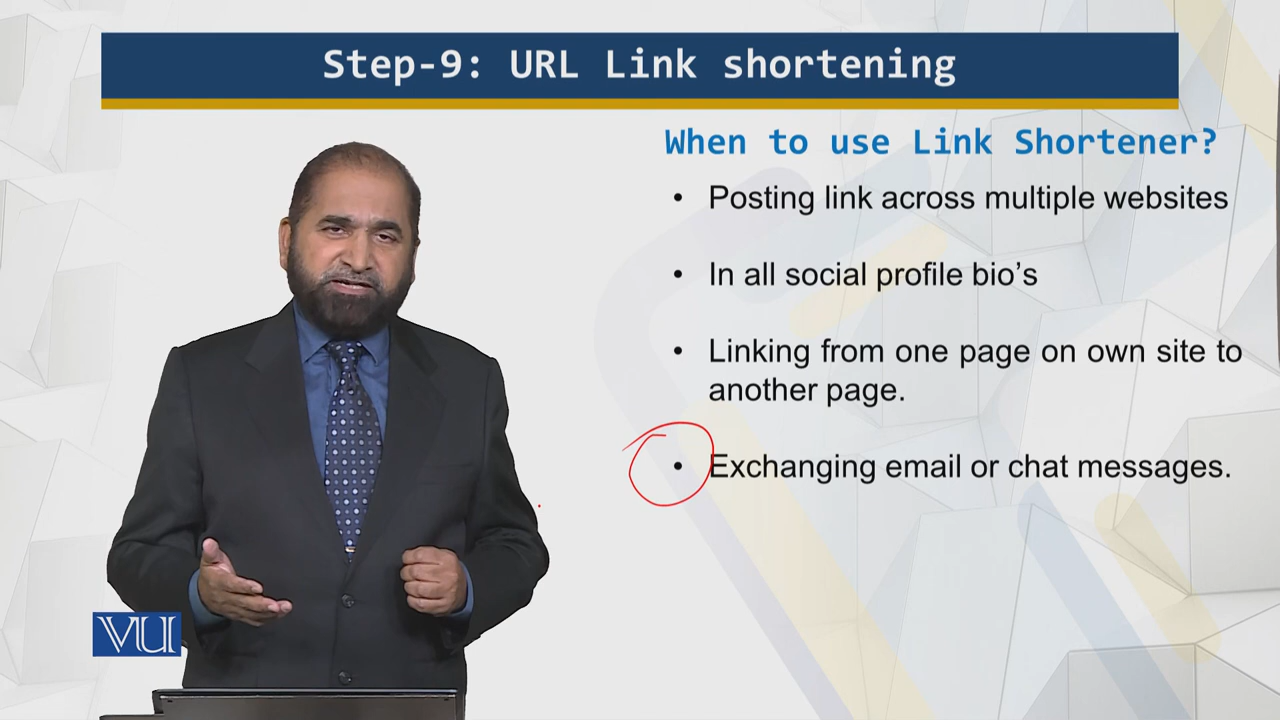 Step-9: URL Link shortening
When to use Link Shortener?
• Posting link across multiple websites
• In all social profile bio’s
• Linking from one page on own site to
another page.
• Exchanging email or chat messages.
VU